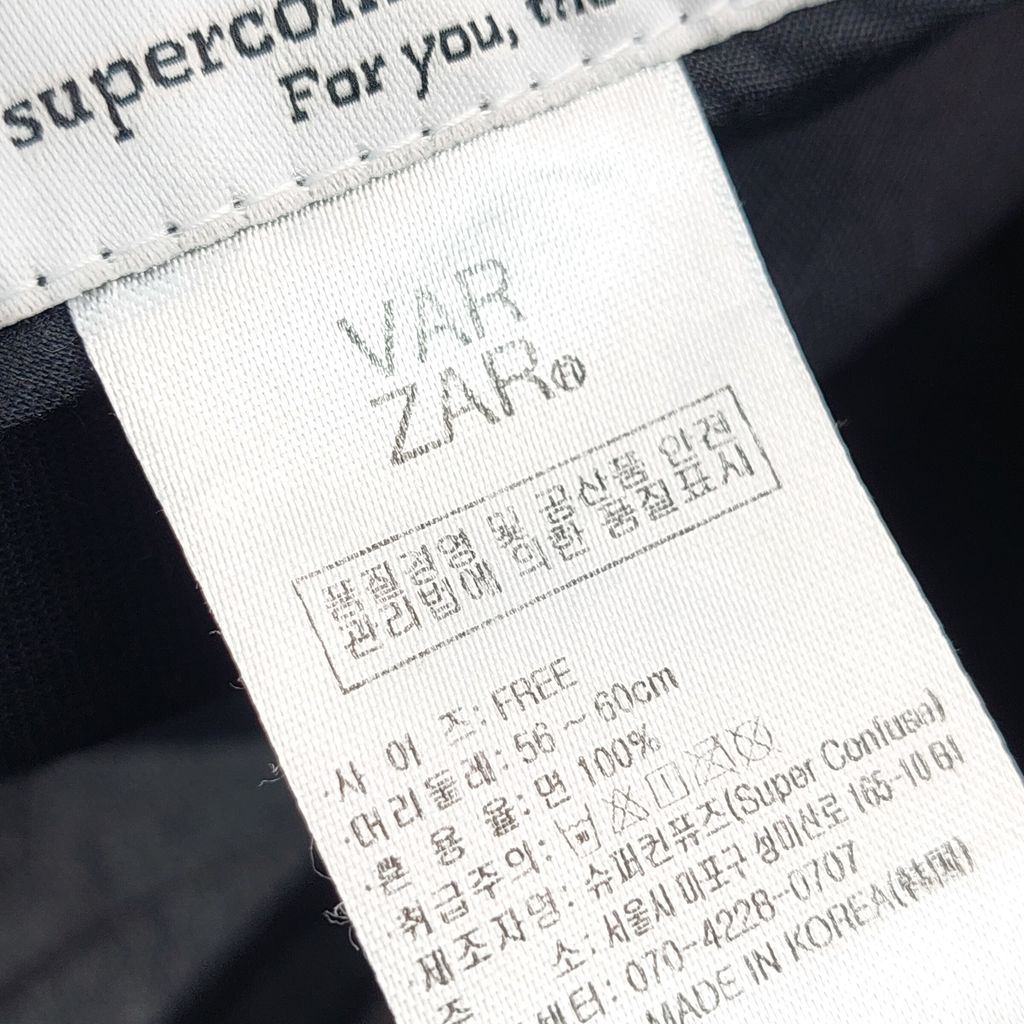 For you,
VAR
ZAR®
품질경영 및 공산품 안전
관리법에 의한 품질표시
·사 이 즈: FREE
·머리둘레: 56 ~ 60cm
·혼 용 율: 면 100%
·취급주의:
·제조자명: 슈퍼컨퓨즈(Super Confuse)
소: 서울시 마포구 성미산로 165-10 B1
070-4228-0707
MADE IN KOREA(韩国)